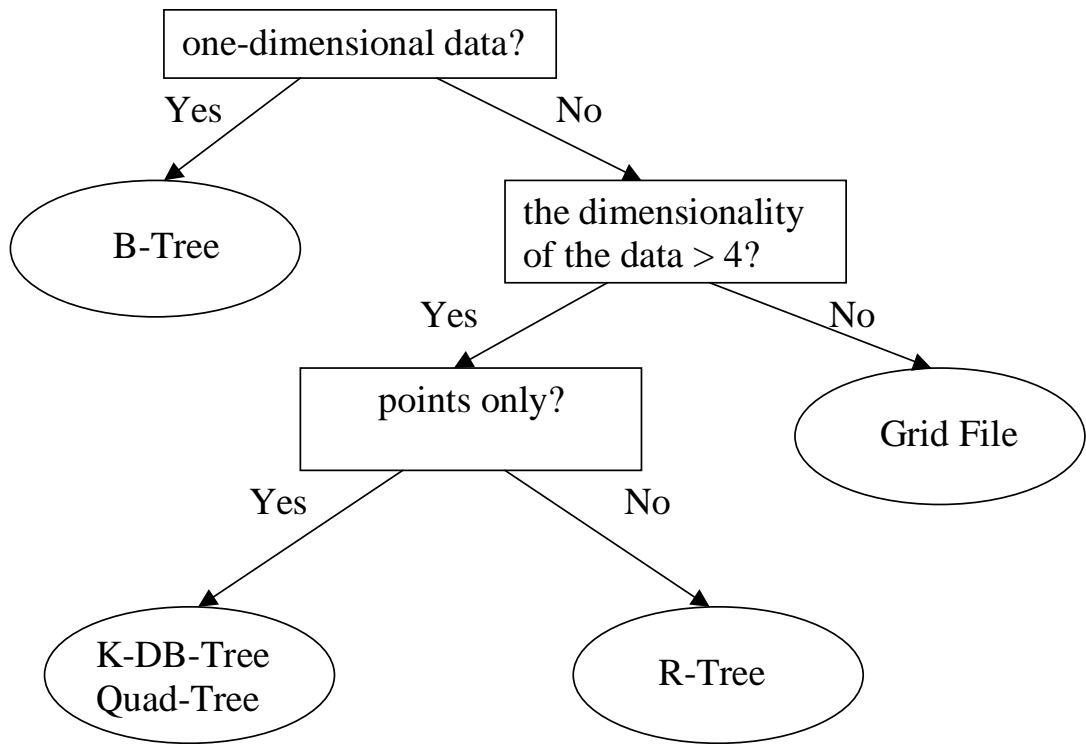 one-dimensional data?
Yes
No
B-Tree
the dimensionality
of the data > 4?
Yes
No
points only?
Grid File
Yes
No
K-DB-Tree
Quad-Tree
R-Tree